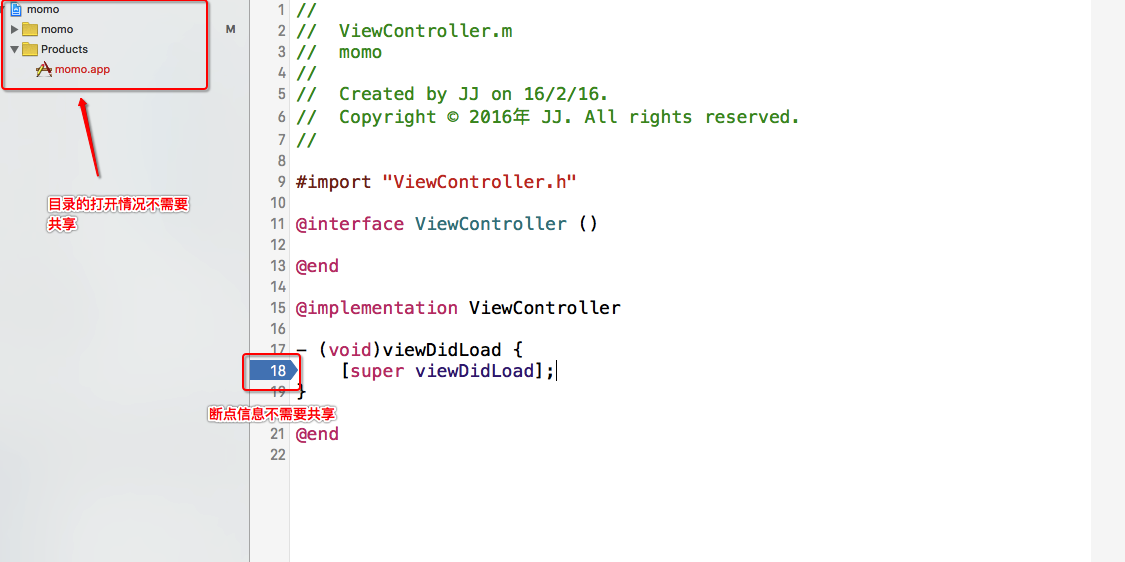 momo
momo
M
Products
momo.app
目录的打开情况不需要
共享
1 //
2 //  ViewController.m
3 //  momo
4 //
5 //  Created by JJ on 16/2/16.
6 //  Copyright © 2016年 JJ. All rights reserved.
7 //
8
9 #import "ViewController.h"
10
11 @interface ViewController ()
12
13 @end
14
15 @implementation ViewController
16
17 - (void)viewDidLoad {
18     [super viewDidLoad];
19 }
断点信息不需要共享
21 @end
22